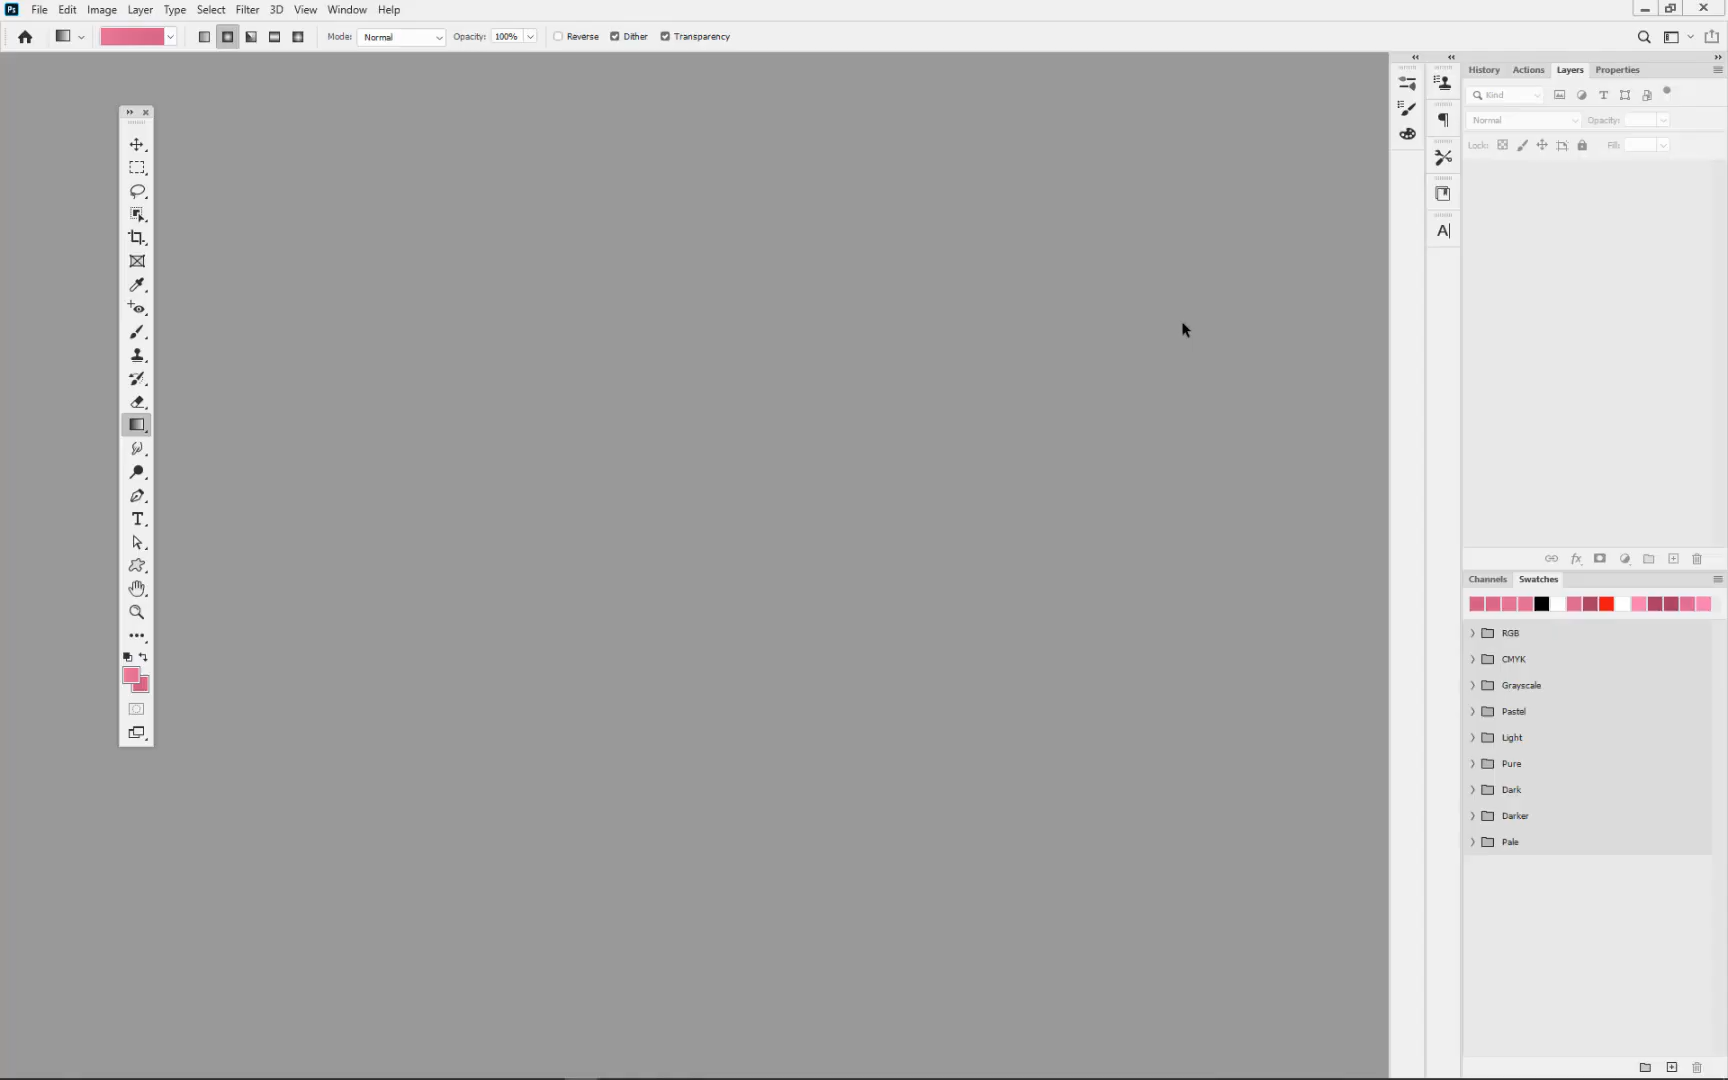 Ps File Edit Image Layer Type Select Filter 3D View Window Help
Mode: Normal Opacity: 100% Reverse Dither Transparency
History Actions Layers Properties
Kind
Normal Opacity:
Lock: Fill:
Channels Swatches
RGB
CMYK
Grayscale
Pastel
Light
Pure
Dark
Darker
Pale